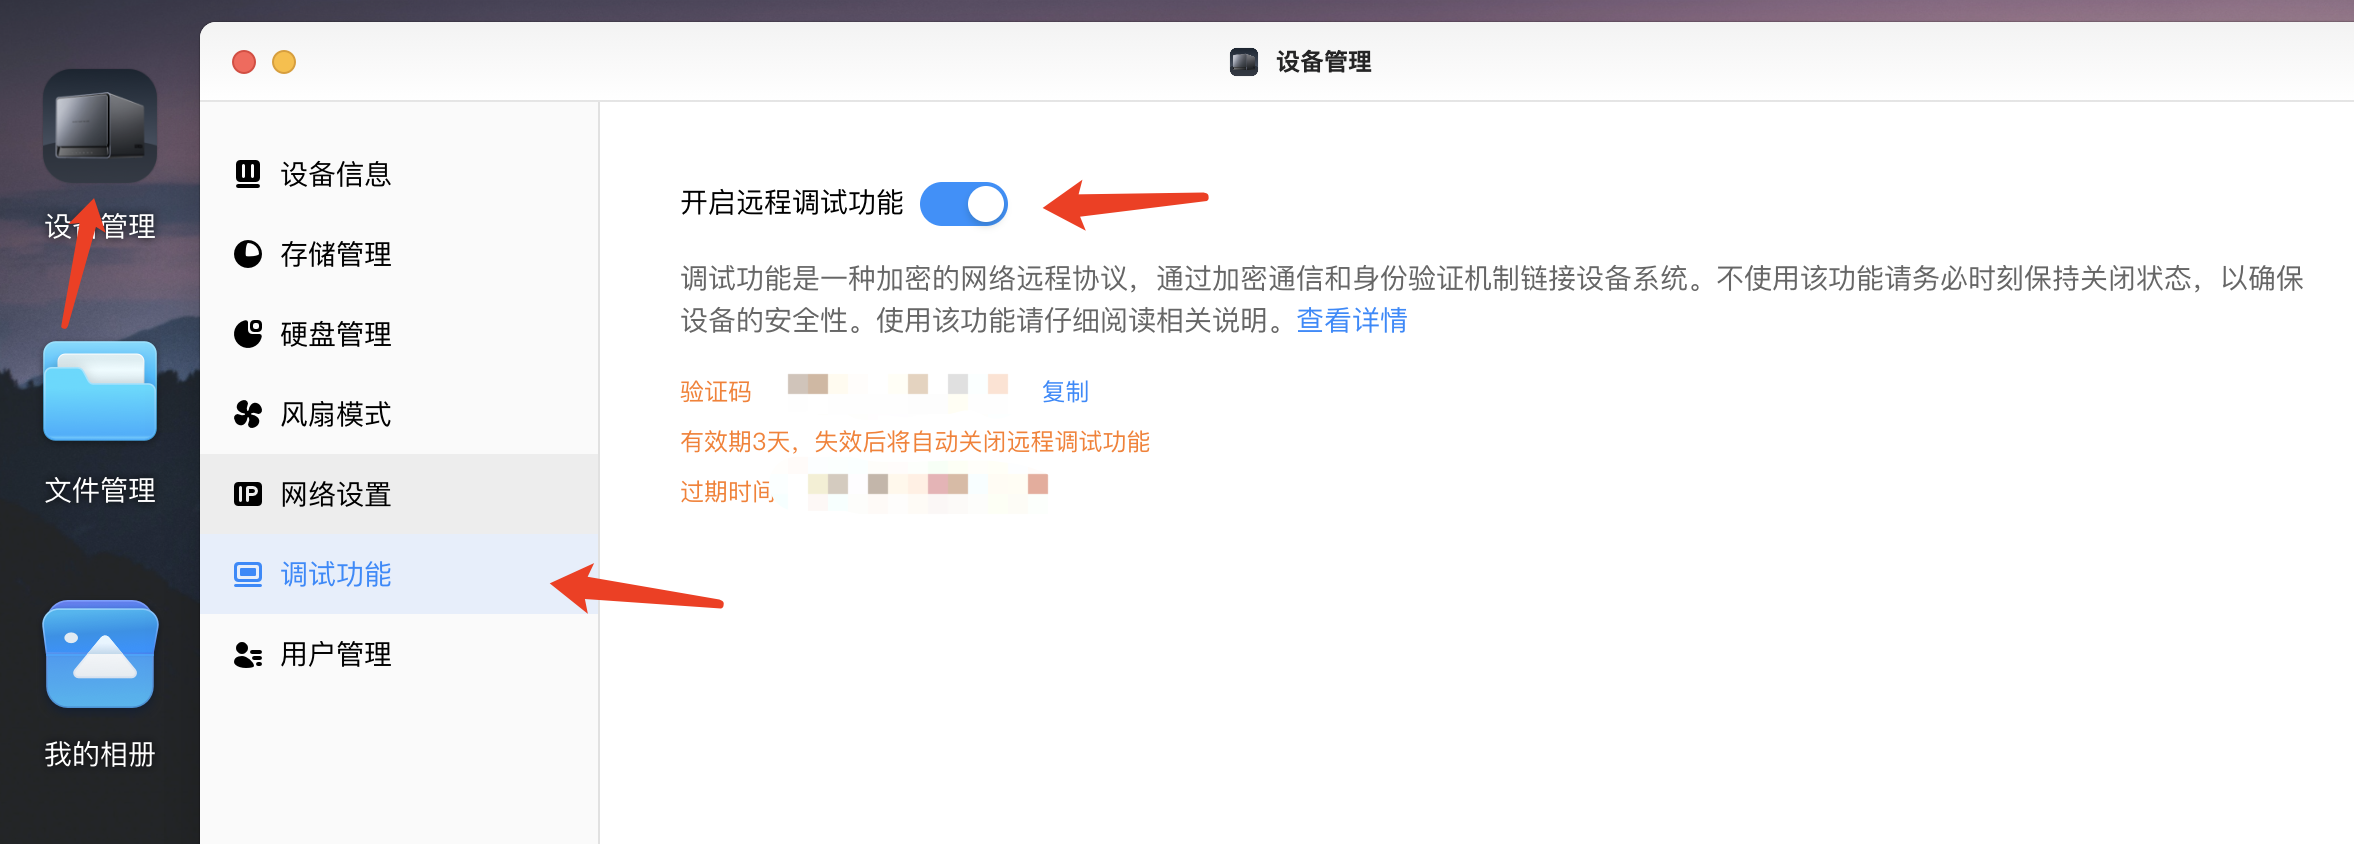 设备管理
设备管理
文件管理
我的相册
设备信息
存储管理
硬盘管理
风扇模式
IP 网络设置
调试功能
用户管理
开启远程调试功能
调试功能是一种加密的网络远程协议，通过加密通信和身份验证机制链接设备系统。不使用该功能请务必时刻保持关闭状态，以确保
设备的安全性。使用该功能请仔细阅读相关说明。查看详情
验证码 复制
有效期3天，失效后将自动关闭远程调试功能
过期时间